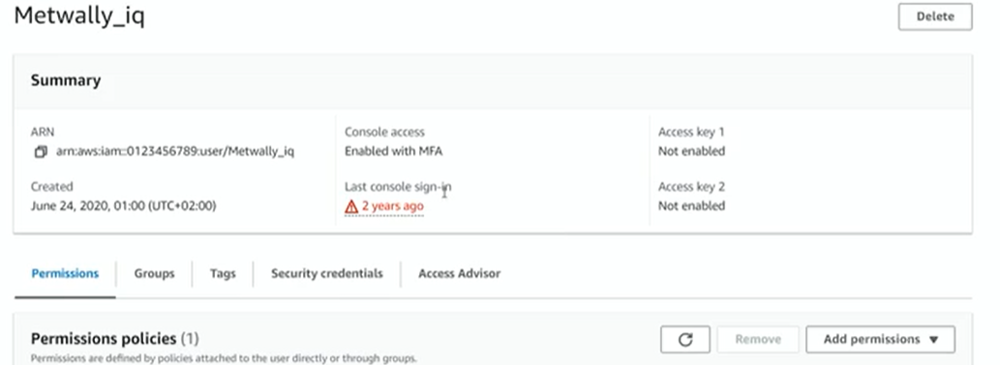 Metwally_iq
Delete
Summary
ARN
arn:aws:iam::0123456789:user/Metwally_iq
Created
June 24, 2020, 01:00 (UTC+02:00)
Console access
Enabled with MFA
Last console sign-in
2 years ago
Access key 1
Not enabled
Access key 2
Not enabled
Permissions
Groups
Tags
Security credentials
Access Advisor
Permissions policies (1)
Permissions are defined by policies attached to the user directly or through groups.
Remove
Add permissions